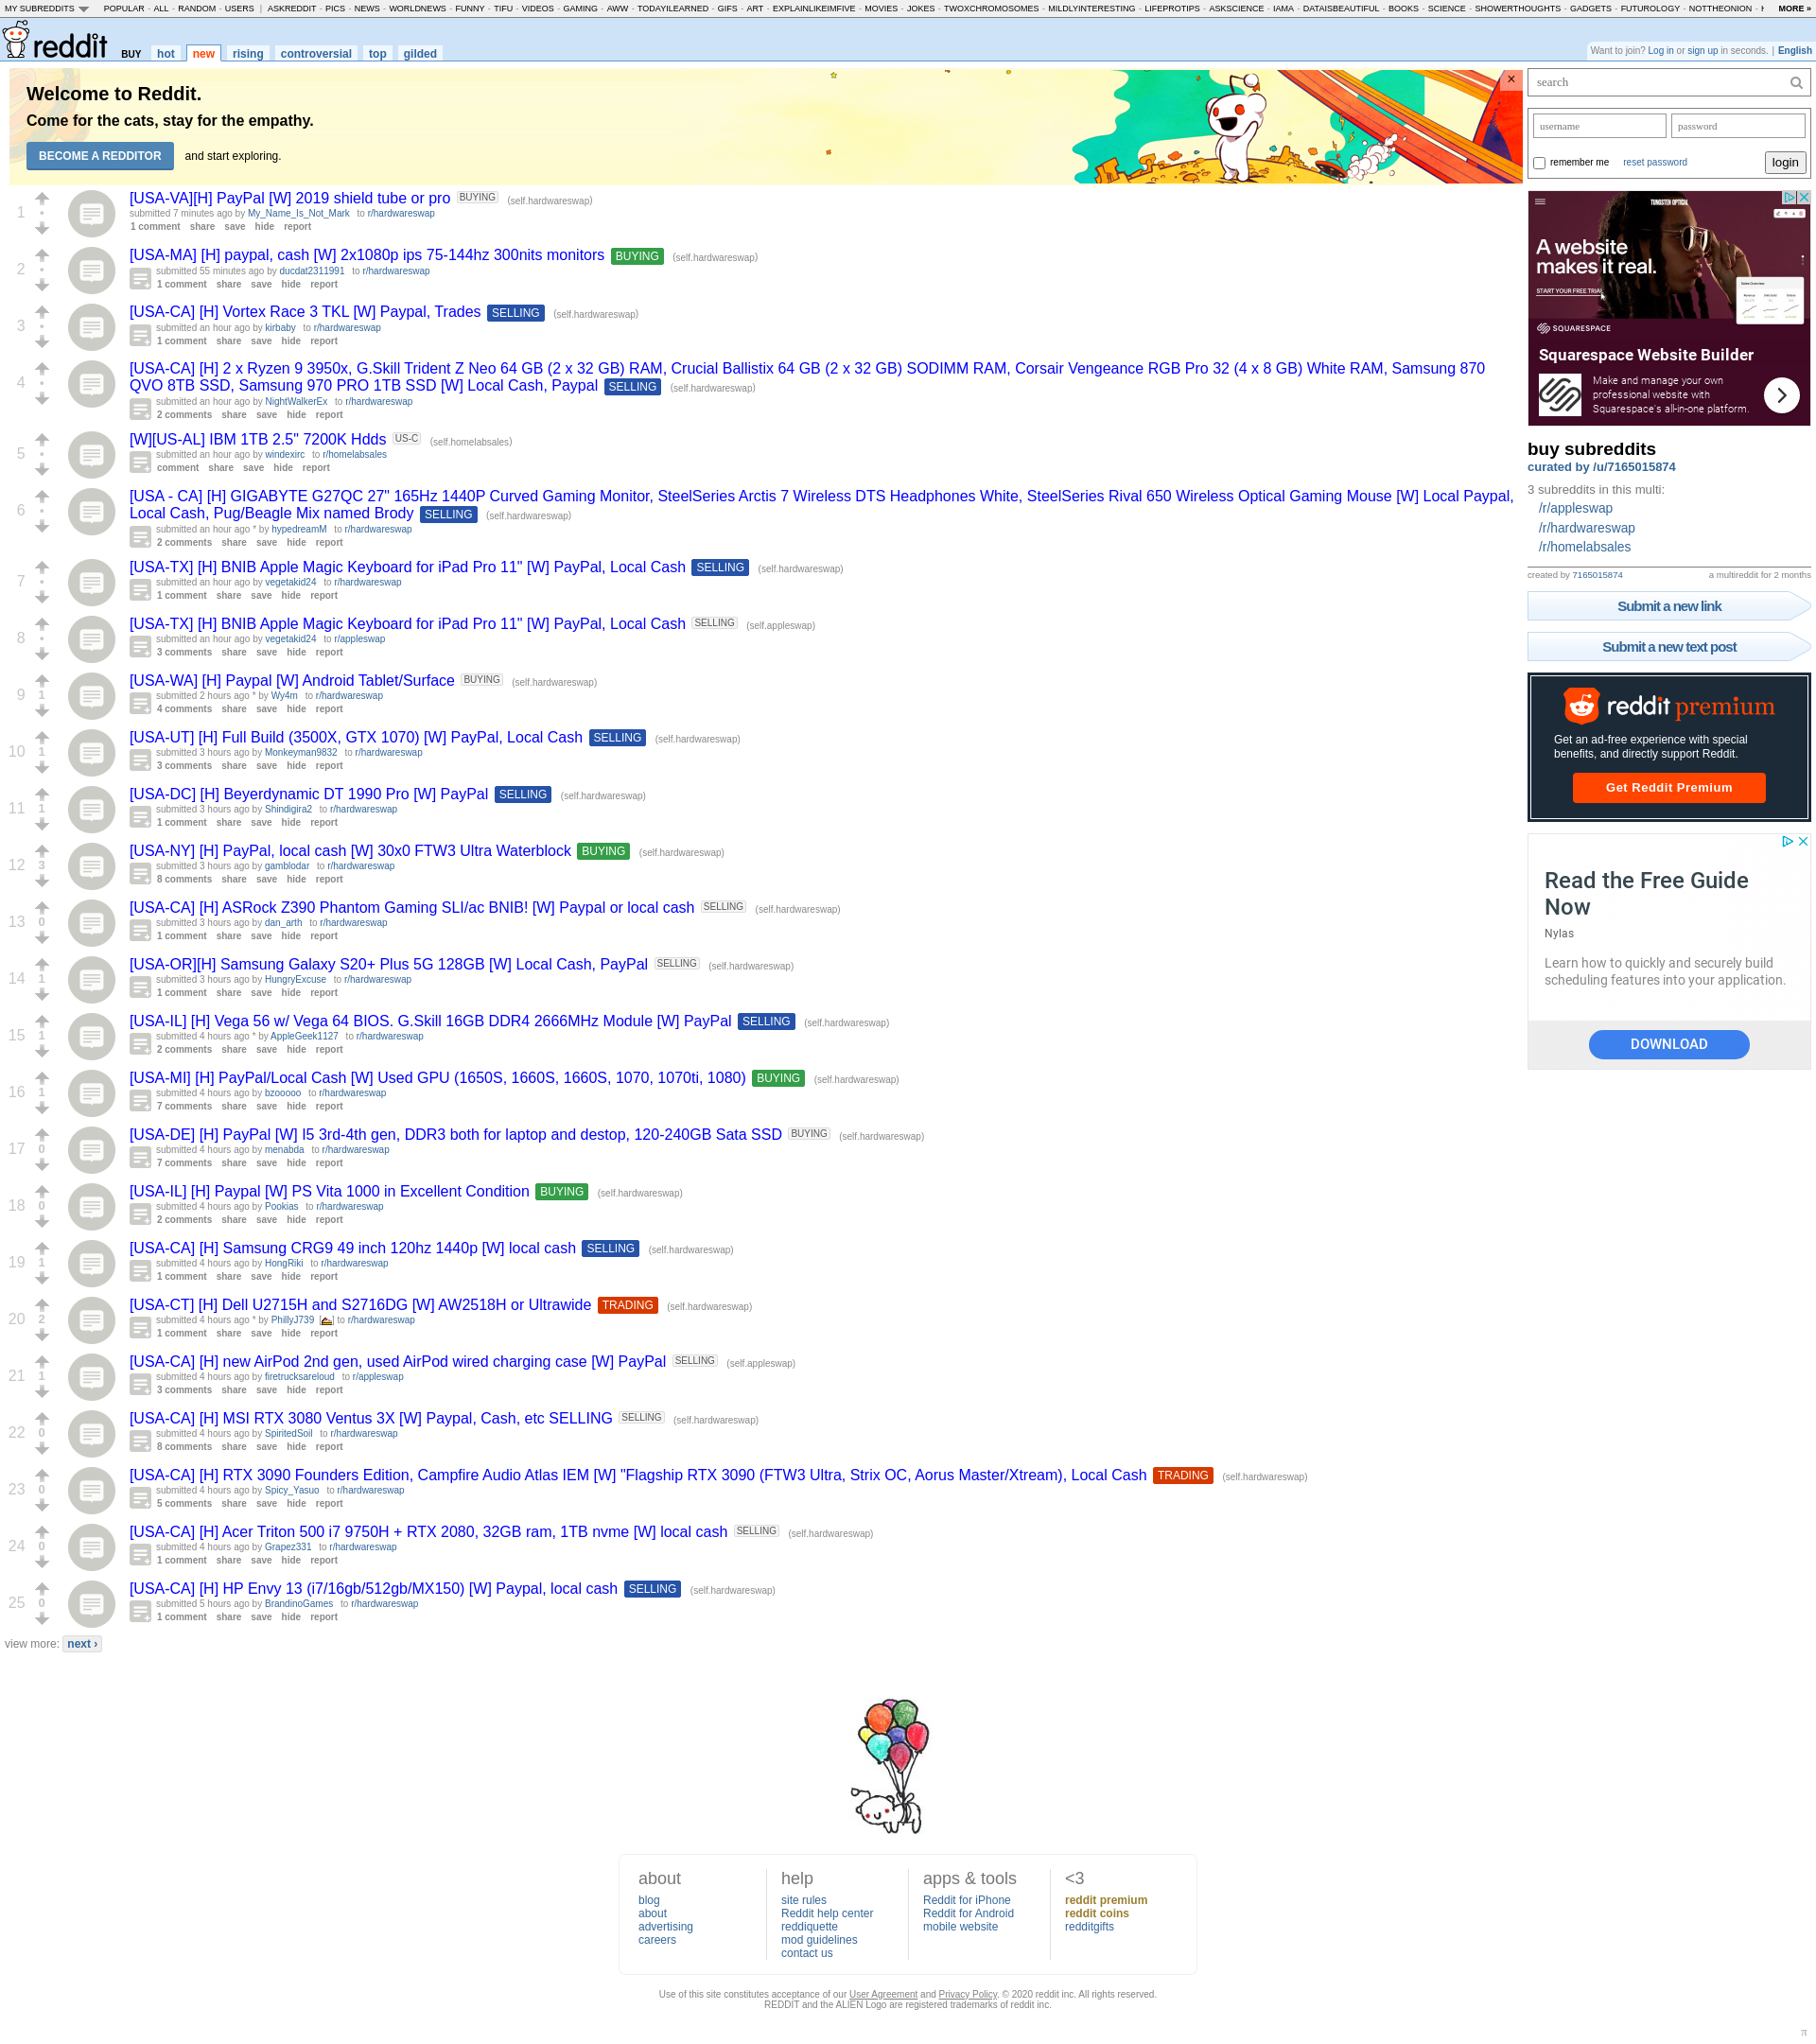 MY SUBREDDITS POPULAR - ALL - RANDOM - USERS | ASKREDDIT - PICS - NEWS - WORLDNEWS - FUNNY - TIFU - VIDEOS - GAMING - AWW - TODAYILEARNED - GIFS - ART - EXPLAINLIKEIMFIVE - MOVIES - JOKES - TWOXCHROMOSOMES - MILDLYINTERESTING - LIFEPROTIPS - ASKSCIENCE - IAMA - DATAISBEAUTIFUL - BOOKS - SCIENCE - SHOWERTHOUGHTS - GADGETS - FUTUROLOGY - NOTTHEONION - MORE »
reddit BUY hot new rising controversial top gilded
Want to join? Log in or sign up in seconds. | English
Welcome to Reddit.
Come for the cats, stay for the empathy.
BECOME A REDDITOR and start exploring.
1
[USA-VA][H] PayPal [W] 2019 shield tube or pro BUYING (self.hardwareswap)
submitted 7 minutes ago by My_Name_Is_Not_Mark to r/hardwareswap
1 comment share save hide report
2
[USA-MA] [H] paypal, cash [W] 2x1080p ips 75-144hz 300nits monitors BUYING (self.hardwareswap)
submitted 55 minutes ago by ducdat2311991 to r/hardwareswap
1 comment share save hide report
3
[USA-CA] [H] Vortex Race 3 TKL [W] Paypal, Trades SELLING (self.hardwareswap)
submitted an hour ago by kirbaby to r/hardwareswap
1 comment share save hide report
4
[USA-CA] [H] 2 x Ryzen 9 3950x, G.Skill Trident Z Neo 64 GB (2 x 32 GB) RAM, Crucial Ballistix 64 GB (2 x 32 GB) SODIMM RAM, Corsair Vengeance RGB Pro 32 (4 x 8 GB) White RAM, Samsung 870
QVO 8TB SSD, Samsung 970 PRO 1TB SSD [W] Local Cash, Paypal SELLING (self.hardwareswap)
submitted an hour ago by NightWalkerEx to r/hardwareswap
2 comments share save hide report
5
[W][US-AL] IBM 1TB 2.5" 7200K Hdds US-C (self.homelabsales)
submitted an hour ago by windexirc to r/homelabsales
comment share save hide report
6
[USA - CA] [H] GIGABYTE G27QC 27" 165Hz 1440P Curved Gaming Monitor, SteelSeries Arctis 7 Wireless DTS Headphones White, SteelSeries Rival 650 Wireless Optical Gaming Mouse [W] Local Paypal,
Local Cash, Pug/Beagle Mix named Brody SELLING (self.hardwareswap)
submitted an hour ago * by hypedreamM to r/hardwareswap
2 comments share save hide report
7
[USA-TX] [H] BNIB Apple Magic Keyboard for iPad Pro 11" [W] PayPal, Local Cash SELLING (self.hardwareswap)
submitted an hour ago by vegetakid24 to r/hardwareswap
1 comment share save hide report
8
[USA-TX] [H] BNIB Apple Magic Keyboard for iPad Pro 11" [W] PayPal, Local Cash SELLING (self.appleswap)
submitted an hour ago by vegetakid24 to r/appleswap
3 comments share save hide report
9 1
[USA-WA] [H] Paypal [W] Android Tablet/Surface BUYING (self.hardwareswap)
submitted 2 hours ago * by Wy4m to r/hardwareswap
4 comments share save hide report
10 1
[USA-UT] [H] Full Build (3500X, GTX 1070) [W] PayPal, Local Cash SELLING (self.hardwareswap)
submitted 3 hours ago by Monkeyman9832 to r/hardwareswap
3 comments share save hide report
11 1
[USA-DC] [H] Beyerdynamic DT 1990 Pro [W] PayPal SELLING (self.hardwareswap)
submitted 3 hours ago by Shindigira2 to r/hardwareswap
1 comment share save hide report
12 3
[USA-NY] [H] PayPal, local cash [W] 30x0 FTW3 Ultra Waterblock BUYING (self.hardwareswap)
submitted 3 hours ago by gamblodar to r/hardwareswap
8 comments share save hide report
13 0
[USA-CA] [H] ASRock Z390 Phantom Gaming SLI/ac BNIB! [W] Paypal or local cash SELLING (self.hardwareswap)
submitted 3 hours ago by dan_arth to r/hardwareswap
1 comment share save hide report
14 1
[USA-OR][H] Samsung Galaxy S20+ Plus 5G 128GB [W] Local Cash, PayPal SELLING (self.hardwareswap)
submitted 3 hours ago by HungryExcuse to r/hardwareswap
1 comment share save hide report
15 1
[USA-IL] [H] Vega 56 w/ Vega 64 BIOS. G.Skill 16GB DDR4 2666MHz Module [W] PayPal SELLING (self.hardwareswap)
submitted 4 hours ago * by AppleGeek1127 to r/hardwareswap
2 comments share save hide report
16 1
[USA-MI] [H] PayPal/Local Cash [W] Used GPU (1650S, 1660S, 1660S, 1070, 1070ti, 1080) BUYING (self.hardwareswap)
submitted 4 hours ago by bzooooo to r/hardwareswap
7 comments share save hide report
17 0
[USA-DE] [H] PayPal [W] I5 3rd-4th gen, DDR3 both for laptop and destop, 120-240GB Sata SSD BUYING (self.hardwareswap)
submitted 4 hours ago by menabda to r/hardwareswap
7 comments share save hide report
18 0
[USA-IL] [H] Paypal [W] PS Vita 1000 in Excellent Condition BUYING (self.hardwareswap)
submitted 4 hours ago by Pookias to r/hardwareswap
2 comments share save hide report
19 1
[USA-CA] [H] Samsung CRG9 49 inch 120hz 1440p [W] local cash SELLING (self.hardwareswap)
submitted 4 hours ago by HongRiki to r/hardwareswap
1 comment share save hide report
20 2
[USA-CT] [H] Dell U2715H and S2716DG [W] AW2518H or Ultrawide TRADING (self.hardwareswap)
submitted 4 hours ago * by PhillyJ739 [] to r/hardwareswap
1 comment share save hide report
21 1
[USA-CA] [H] new AirPod 2nd gen, used AirPod wired charging case [W] PayPal SELLING (self.appleswap)
submitted 4 hours ago by firetrucksareloud to r/appleswap
3 comments share save hide report
22 0
[USA-CA] [H] MSI RTX 3080 Ventus 3X [W] Paypal, Cash, etc SELLING SELLING (self.hardwareswap)
submitted 4 hours ago by SpiritedSoil to r/hardwareswap
8 comments share save hide report
23 0
[USA-CA] [H] RTX 3090 Founders Edition, Campfire Audio Atlas IEM [W] "Flagship RTX 3090 (FTW3 Ultra, Strix OC, Aorus Master/Xtream), Local Cash TRADING (self.hardwareswap)
submitted 4 hours ago by Spicy_Yasuo to r/hardwareswap
5 comments share save hide report
24 0
[USA-CA] [H] Acer Triton 500 i7 9750H + RTX 2080, 32GB ram, 1TB nvme [W] local cash SELLING (self.hardwareswap)
submitted 4 hours ago by Grapez331 to r/hardwareswap
1 comment share save hide report
25 0
[USA-CA] [H] HP Envy 13 (i7/16gb/512gb/MX150) [W] Paypal, local cash SELLING (self.hardwareswap)
submitted 5 hours ago by BrandinoGames to r/hardwareswap
1 comment share save hide report
view more: next ›
search
username password
remember me reset password login
TUNGSTEN OPTICAL
A website
makes it real.
START YOUR FREE TRIAL
SQUARESPACE
Squarespace Website Builder
Make and manage your own
professional website with
Squarespace's all-in-one platform.
buy subreddits
curated by /u/7165015874
3 subreddits in this multi:
/r/appleswap
/r/hardwareswap
/r/homelabsales
created by 7165015874 a multireddit for 2 months
Submit a new link
Submit a new text post
reddit premium
Get an ad-free experience with special
benefits, and directly support Reddit.
Get Reddit Premium
Read the Free Guide
Now
Nylas
Learn how to quickly and securely build
scheduling features into your application.
DOWNLOAD
about
blog
about
advertising
careers
help
site rules
Reddit help center
reddiquette
mod guidelines
contact us
apps & tools
Reddit for iPhone
Reddit for Android
mobile website
<3
reddit premium
reddit coins
redditgifts
Use of this site constitutes acceptance of our User Agreement and Privacy Policy. © 2020 reddit inc. All rights reserved.
REDDIT and the ALIEN Logo are registered trademarks of reddit inc.
π